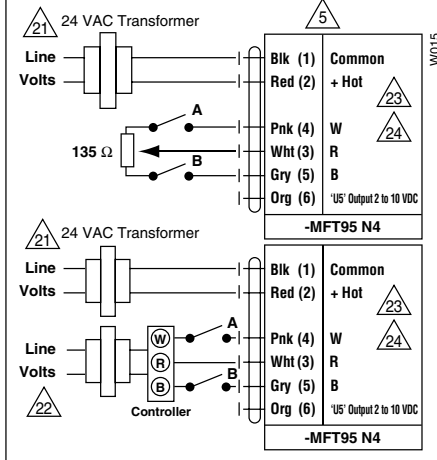 21 24 VAC Transformer 5
W015
Line Blk (1) Common
Volts Red (2) + Hot
23
A
Pnk (4) W 24
135 Ω Wht (3) R
B
Gry (5) B
Org (6) 'U5' Output 2 to 10 VDC
-MFT95 N4
21 24 VAC Transformer
Line Blk (1) Common
Volts Red (2) + Hot
23
A
W Pnk (4) W 24
Line
R Wht (3) R
Volts
B
B Gry (5) B
22 Controller Org (6) 'U5' Output 2 to 10 VDC
-MFT95 N4